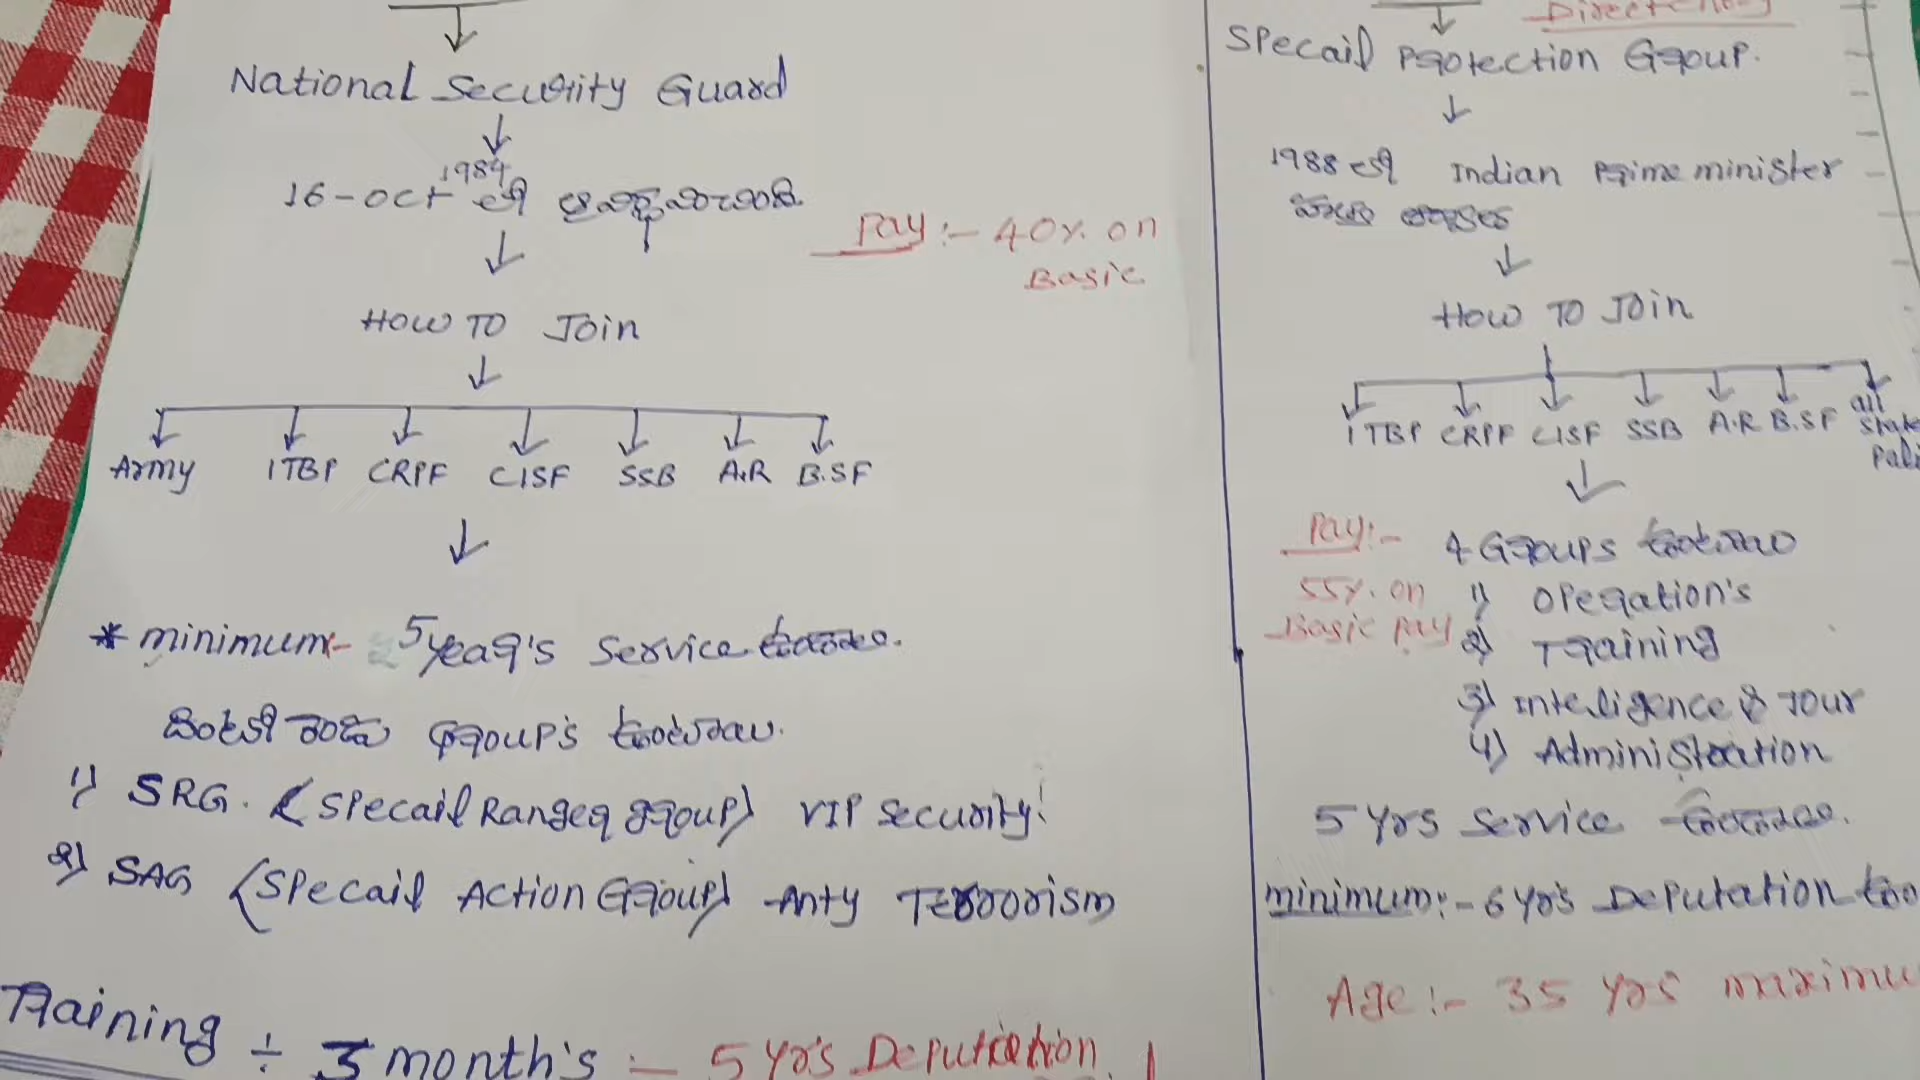 National Security Guard
1984
16-oct లో
Pay:- 40%. on
Basic
HOW TO Join
Army ITBP CRPF CISF SSB A.R B.SF
* minimum:- 5 year's service ఉండాలి.
దీంట్లో రెండు group's ఉంటాయి.
1) SRG. (Specail Ranger group) VIP security!
2) SAG (Specail Action Group) Anty Terrorism
Training ÷ 3 month's :- 5 yr's Deputation
Specail Protection Group.
1988 లో Indian Prime minister
HOW TO Join
ITBP CRPF CISF SSB A.R B.SF all
state
Pay:- 4 Groups ఉంటాయి
55%. on 1) Operation's
Basic Pay 2) Training
3) Inteligence & Tour
4) Administration
5 yrs service ఉండాలి.
minimum:- 6 yr's Deputation
Age:- 35 yrs